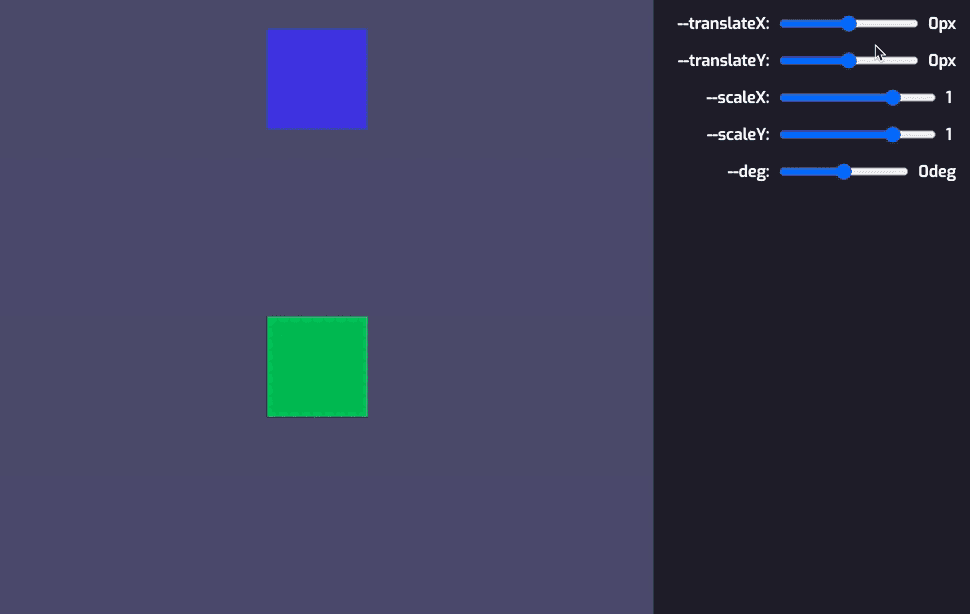 --translateX: 0px
--translateY: 0px
--scaleX: 1
--scaleY: 1
--deg: 0deg